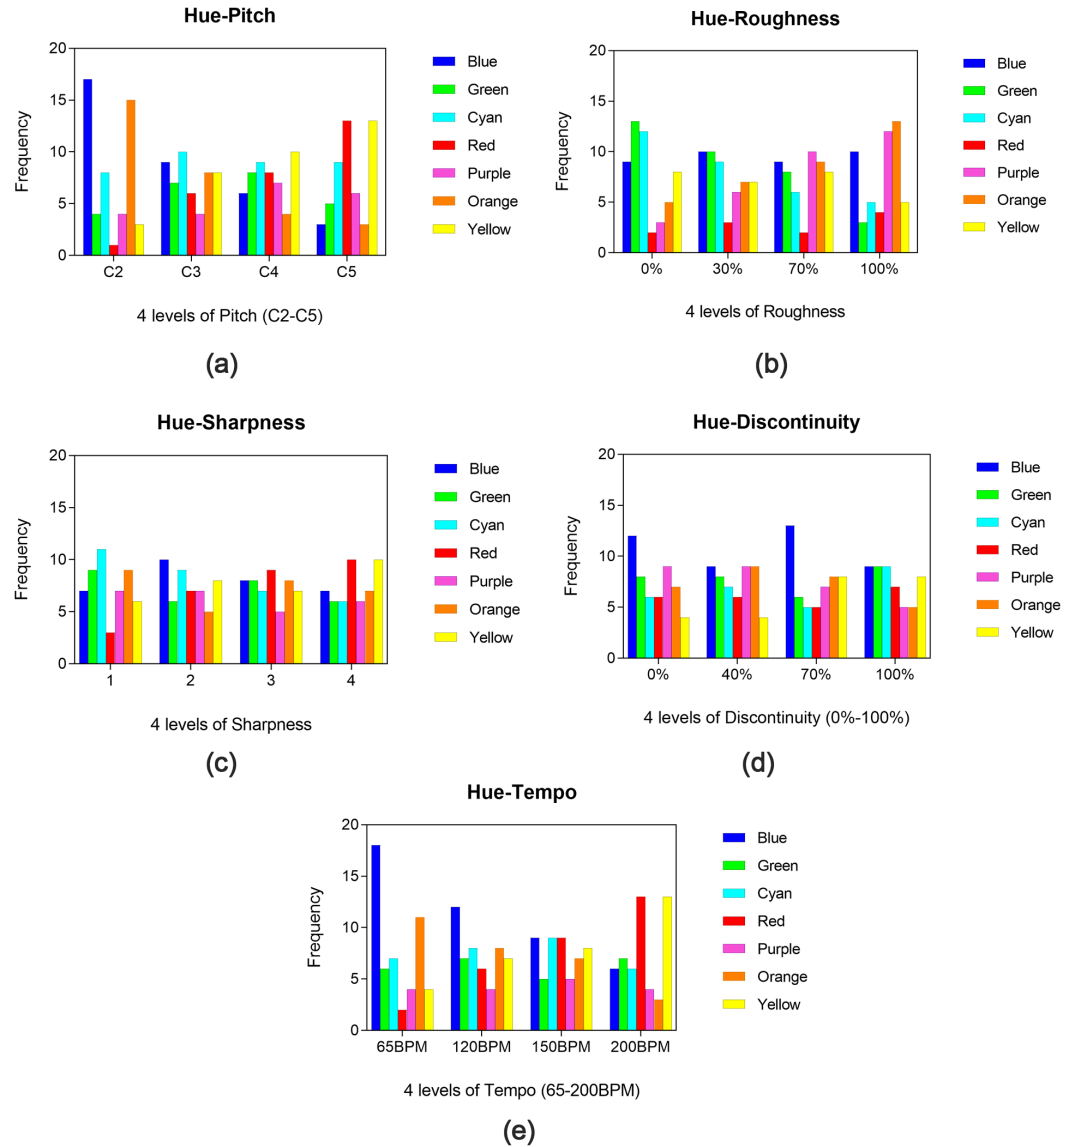 Hue-Pitch
20
15
10
5
0
Frequency
C2 C3 C4 C5
4 levels of Pitch (C2-C5)
Blue
Green
Cyan
Red
Purple
Orange
Yellow
(a)
Hue-Roughness
20
15
10
5
0
Frequency
0% 30% 70% 100%
4 levels of Roughness
Blue
Green
Cyan
Red
Purple
Orange
Yellow
(b)
Hue-Sharpness
20
15
10
5
0
Frequency
1 2 3 4
4 levels of Sharpness
Blue
Green
Cyan
Red
Purple
Orange
Yellow
(c)
Hue-Discontinuity
20
15
10
5
0
Frequency
0% 40% 70% 100%
4 levels of Discontinuity (0%-100%)
Blue
Green
Cyan
Red
Purple
Orange
Yellow
(d)
Hue-Tempo
20
15
10
5
0
Frequency
65BPM 120BPM 150BPM 200BPM
4 levels of Tempo (65-200BPM)
Blue
Green
Cyan
Red
Purple
Orange
Yellow
(e)